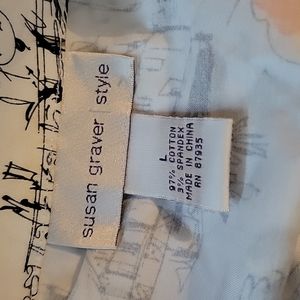 susan graver | style
L
97% COTTON
3% SPANDEX
MADE IN CHINA
RN 87935